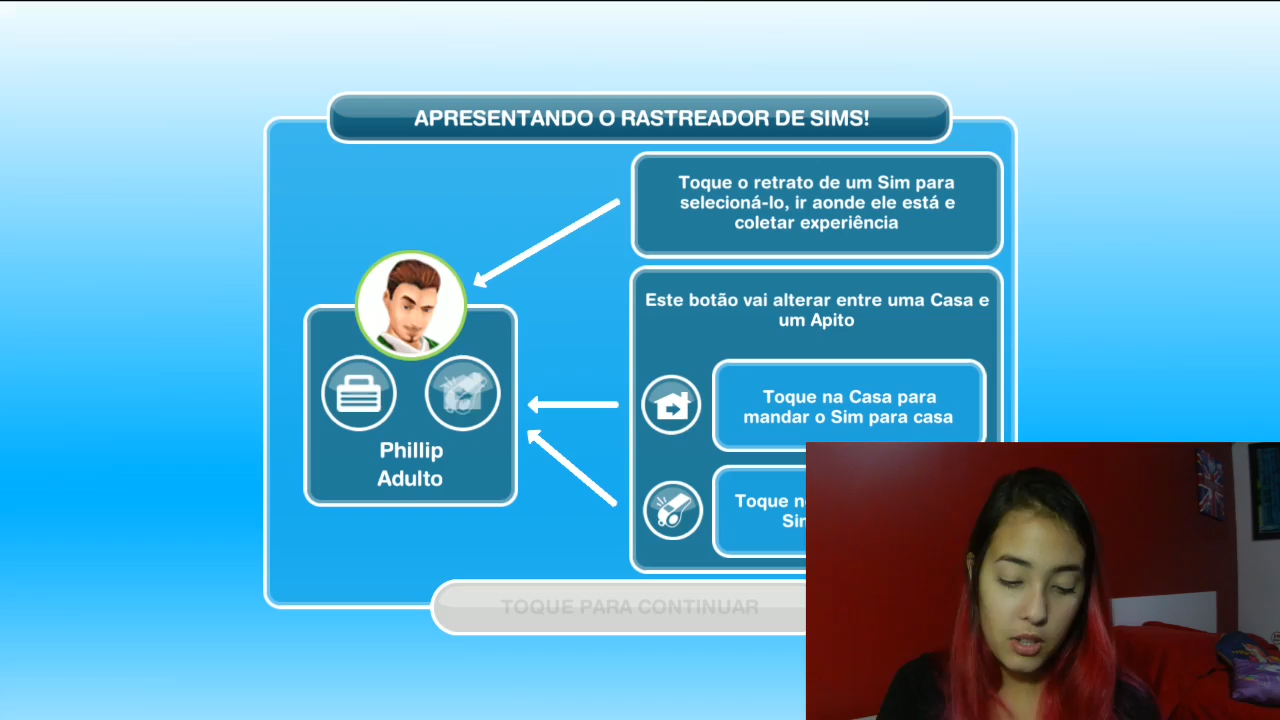 APRESENTANDO O RASTREADOR DE SIMS!
Toque o retrato de um Sim para
selecioná-lo, ir aonde ele está e
coletar experiência
Este botão vai alterar entre uma Casa e
um Apito
Toque na Casa para
mandar o Sim para casa
Toque
Phillip
Adulto
TOQUE PARA CONTINUAR